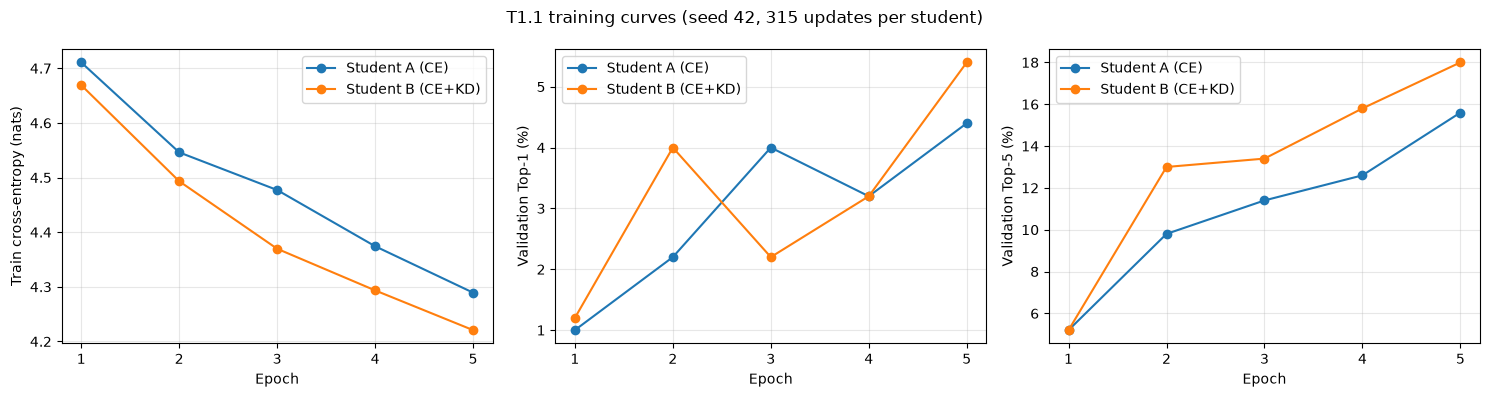 T1.1 training curves (seed 42, 315 updates per student)
Train cross-entropy (nats)
4.7
4.6
4.5
4.4
4.3
4.2
Student A (CE)
Student B (CE+KD)
1 2 3 4 5
Epoch
Validation Top-1 (%)
5
4
3
2
1
Student A (CE)
Student B (CE+KD)
1 2 3 4 5
Epoch
Validation Top-5 (%)
18
16
14
12
10
8
6
Student A (CE)
Student B (CE+KD)
1 2 3 4 5
Epoch